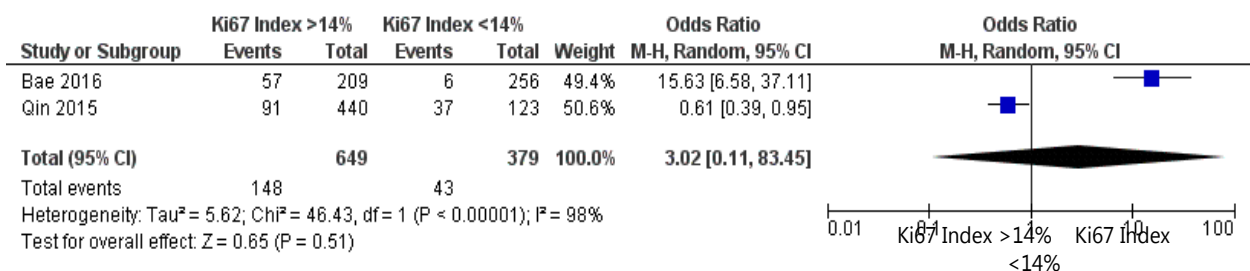 Ki67 Index >14% Ki67 Index <14% Odds Ratio Odds Ratio
Study or Subgroup Events Total Events Total Weight M-H, Random, 95% CI M-H, Random, 95% CI
Bae 2016 57 209 6 256 49.4% 15.63 [6.58, 37.11]
Qin 2015 91 440 37 123 50.6% 0.61 [0.39, 0.95]
Total (95% CI) 649 379 100.0% 3.02 [0.11, 83.45]
Total events 148 43
Heterogeneity: Tau² = 5.62; Chi² = 46.43, df = 1 (P < 0.00001); I² = 98%
Test for overall effect: Z = 0.65 (P = 0.51)
0.01 0.1 1 10 100
Ki67 Index >14% Ki67 Index
<14%